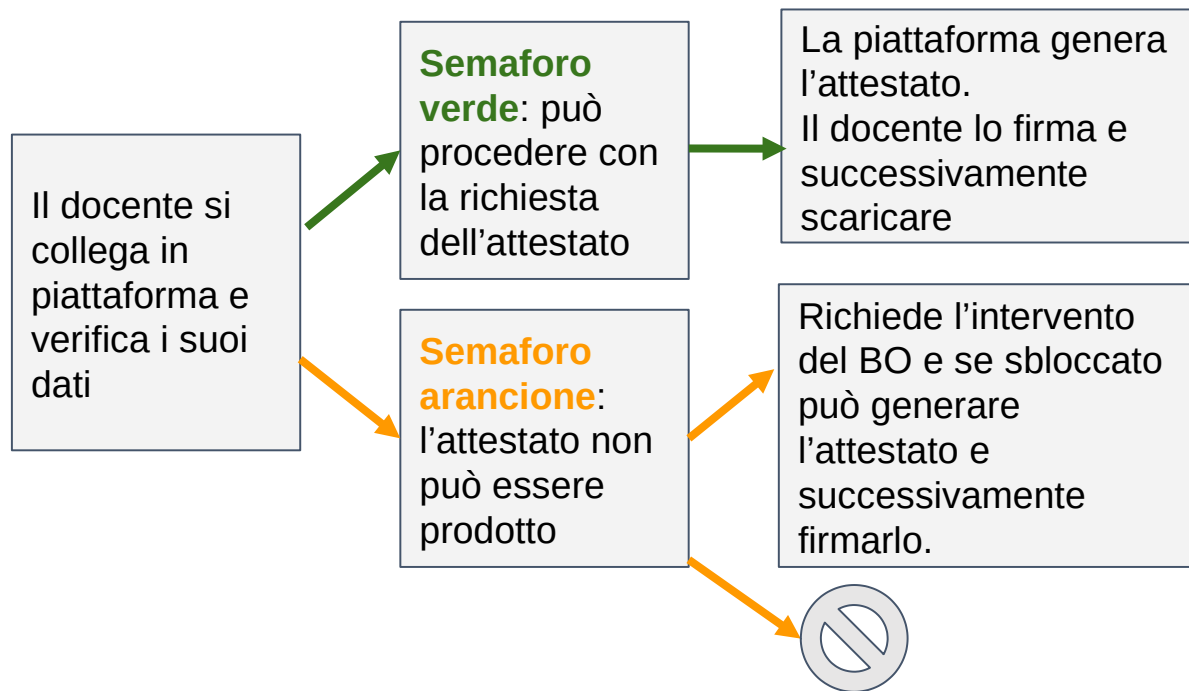 Il docente si
collega in
piattaforma e
verifica i suoi
dati
Semaforo
verde: può
procedere con
la richiesta
dell’attestato
La piattaforma genera
l’attestato.
Il docente lo firma e
successivamente
scaricare
Semaforo
arancione:
l’attestato non
può essere
prodotto
Richiede l’intervento
del BO e se sbloccato
può generare
l’attestato e
successivamente
firmarlo.